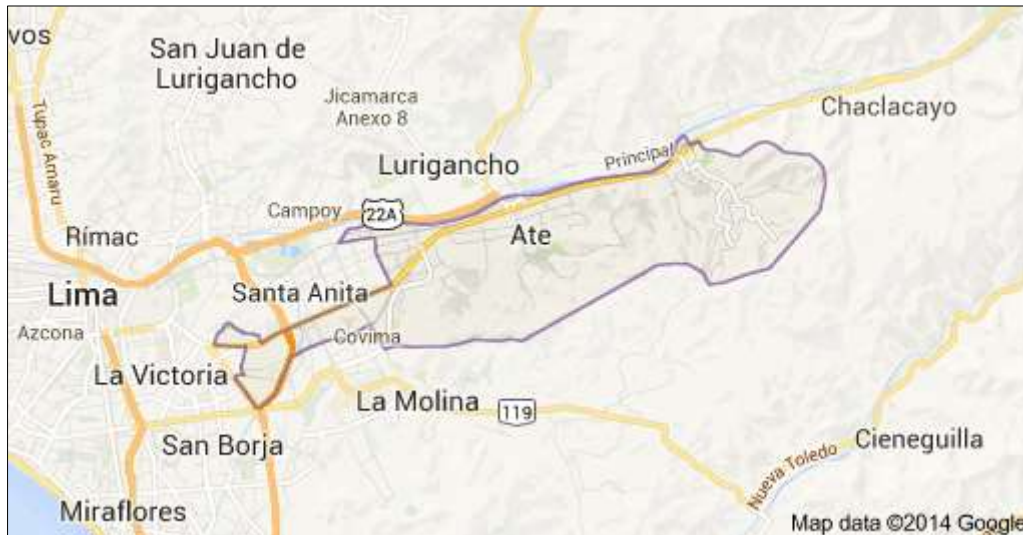 vos
San Juan de
Lurigancho
Tupac Amaru
Jicamarca
Anexo 8
Chaclacayo
Lurigancho
Principal
Campoy
22A
Rímac
Ate
Lima
Santa Anita
Azcona
Covima
La Victoria
La Molina
119
San Borja
Cieneguilla
Nueva Toledo
Miraflores
Map data ©2014 Google